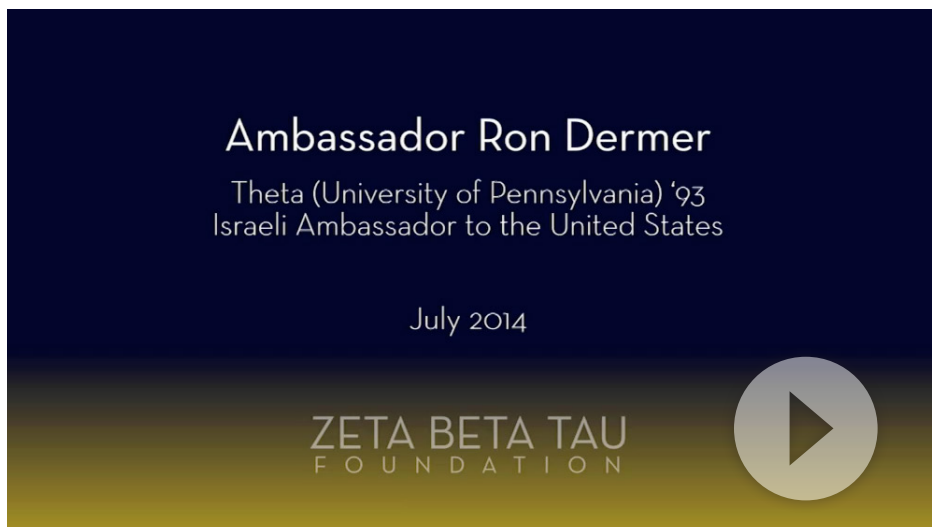 Ambassador Ron Dermer
Theta (University of Pennsylvania) ‘93
Israeli Ambassador to the United States
July 2014
ZETA BETA TAU
FOUNDATION